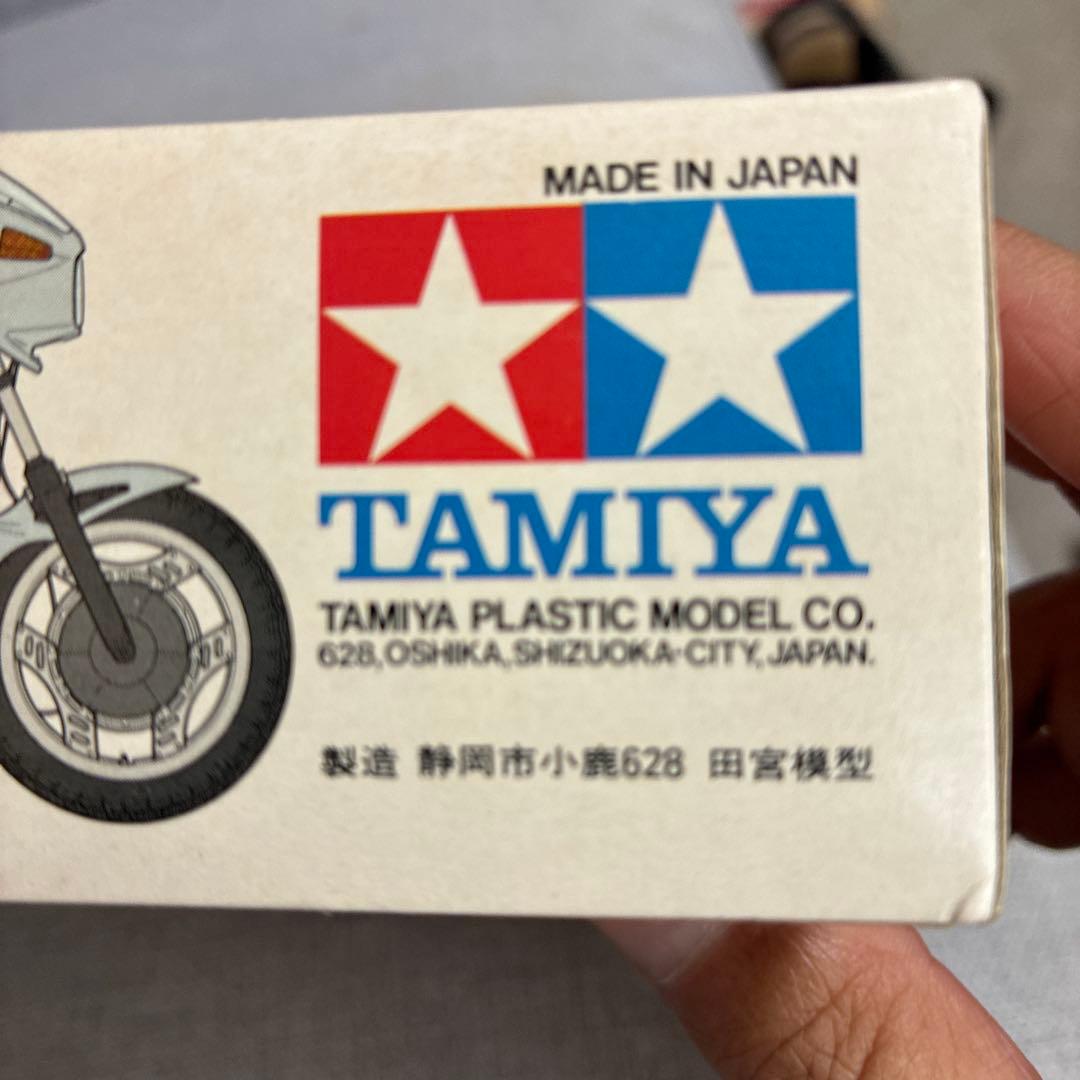 MADE IN JAPAN
TAMIYA
TAMIYA PLASTIC MODEL CO.
628, OSHIKA, SHIZUOKA-CITY, JAPAN.
製造 静岡市小鹿628 田宮模型